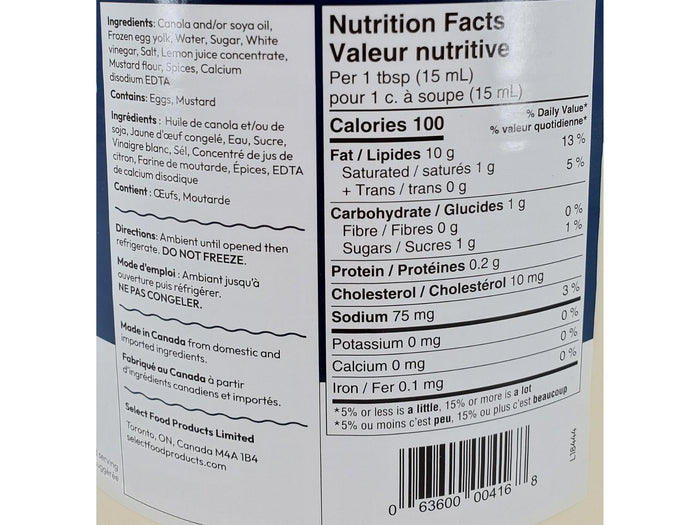 Ingredients: Canola and/or soya oil,
Frozen egg yolk, Water, Sugar, White
vinegar, Salt, Lemon juice concentrate,
Mustard flour, Spices, Calcium
disodium EDTA
Contains: Eggs, Mustard
Ingrédients : Huile de canola et/ou de
soja, Jaune d'œuf congelé, Eau, Sucre,
Vinaigre blanc, Sél, Concentré de jus de
citron, Farine de moutarde, Épices, EDTA
de calcium disodique
Contient : Œufs, Moutarde
Directions: Ambient until opened then
refrigerate. DO NOT FREEZE.
Mode d'emploi : Ambiant jusqu'à
ouverture puis réfrigérer.
NE PAS CONGELER.
Made in Canada from domestic and
imported ingredients.
Fabriqué au Canada à partir
d'ingrédients canadiens et importés.
Select Food Products Limited
Toronto, ON, Canada M4A 1B4
selectfoodproducts.com
serving
Nutrition Facts
Valeur nutritive
Per 1 tbsp (15 mL)
pour 1 c. à soupe (15 mL)
Calories 100
% Daily Value*
% valeur quotidienne*
Fat / Lipides 10 g 13 %
Saturated / saturés 1 g 5 %
+ Trans / trans 0 g
Carbohydrate / Glucides 1 g
Fibre / Fibres 0 g 0 %
Sugars / Sucres 1 g 1 %
Protein / Protéines 0.2 g
Cholesterol / Cholestérol 10 mg
Sodium 75 mg 3 %
Potassium 0 mg 0 %
Calcium 0 mg 0 %
Iron / Fer 0.1 mg 0 %
*5% or less is a little, 15% or more is a lot
*5% ou moins c'est peu, 15% ou plus c'est beaucoup
0 63600 00416 8
L18444